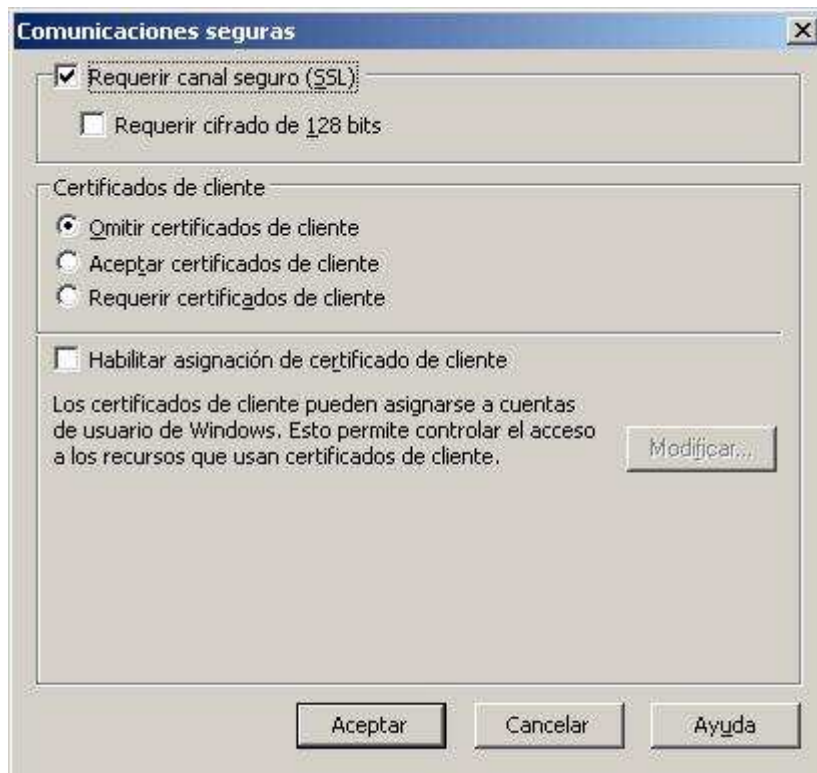 Comunicaciones seguras
Requerir canal seguro (SSL)
Requerir cifrado de 128 bits
Certificados de cliente
Omitir certificados de cliente
Aceptar certificados de cliente
Requerir certificados de cliente
Habilitar asignación de certificado de cliente
Los certificados de cliente pueden asignarse a cuentas
de usuario de Windows. Esto permite controlar el acceso
a los recursos que usan certificados de cliente.
Modificar...
Aceptar
Cancelar
Ayuda